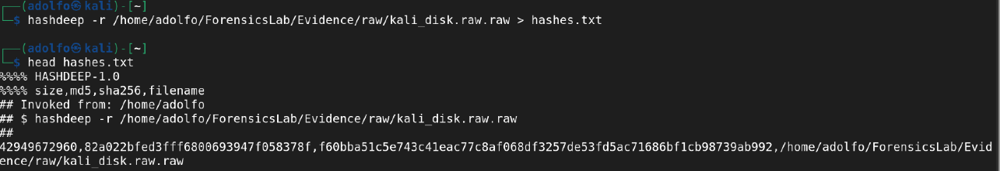 ┌──(adolfo㉿kali)-[~]
└─$ hashdeep -r /home/adolfo/ForensicsLab/Evidence/raw/kali_disk.raw.raw > hashes.txt
┌──(adolfo㉿kali)-[~]
└─$ head hashes.txt
%%%% HASHDEEP-1.0
%%%% size,md5,sha256,filename
## Invoked from: /home/adolfo
## $ hashdeep -r /home/adolfo/ForensicsLab/Evidence/raw/kali_disk.raw.raw
##
42949672960,82a022bfed3fff6800693947f058378f,f60bba51c5e743c41eac77c8af068df3257de53fd5ac71686bf1cb98739ab992,/home/adolfo/ForensicsLab/Evid
ence/raw/kali_disk.raw.raw